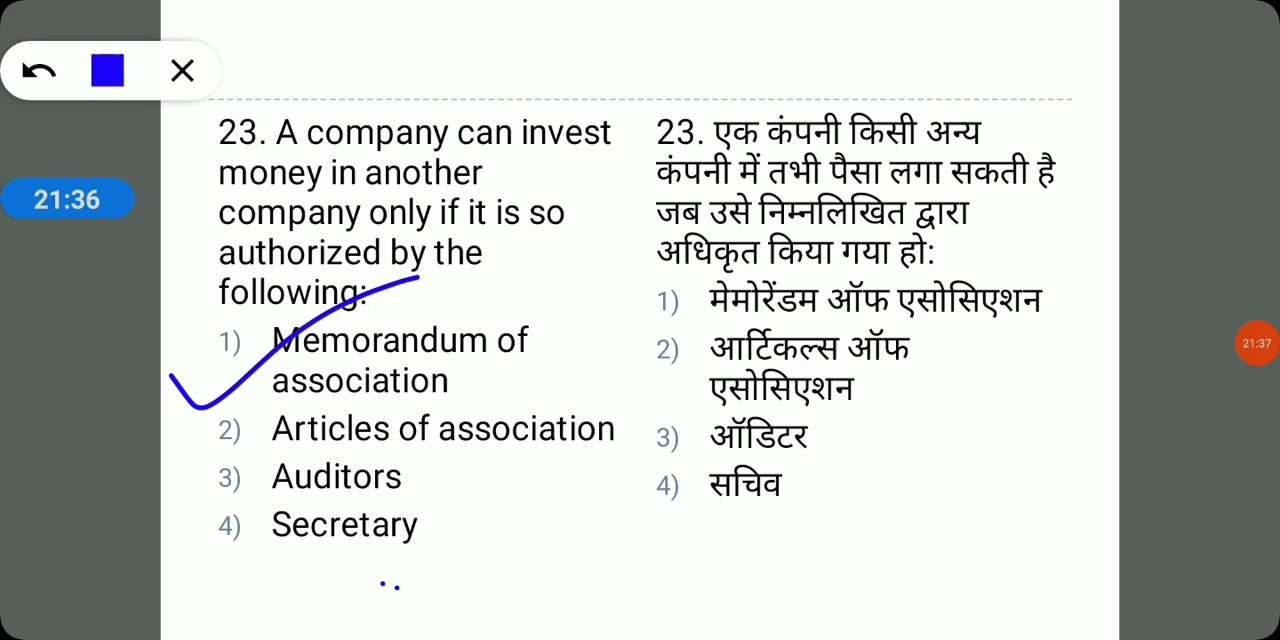 21:36
21:37
23. A company can invest
money in another
company only if it is so
authorized by the
following:
1) Memorandum of
association
2) Articles of association
3) Auditors
4) Secretary
23. एक कंपनी किसी अन्य
कंपनी में तभी पैसा लगा सकती है
जब उसे निम्नलिखित द्वारा
अधिकृत किया गया हो:
1) मेमोरेंडम ऑफ एसोसिएशन
2) आर्टिकल्स ऑफ
एसोसिएशन
3) ऑडिटर
4) सचिव